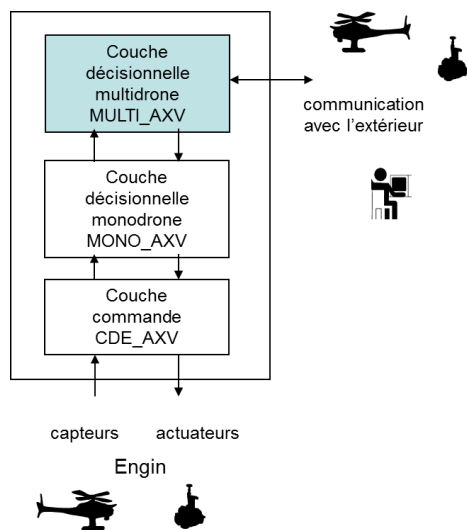 Couche
décisionnelle
multidrone
MULTI_AXV
communication
avec l'extérieur
Couche
décisionnelle
monodrone
MONO_AXV
Couche
commande
CDE_AXV
capteurs
actuateurs
Engin